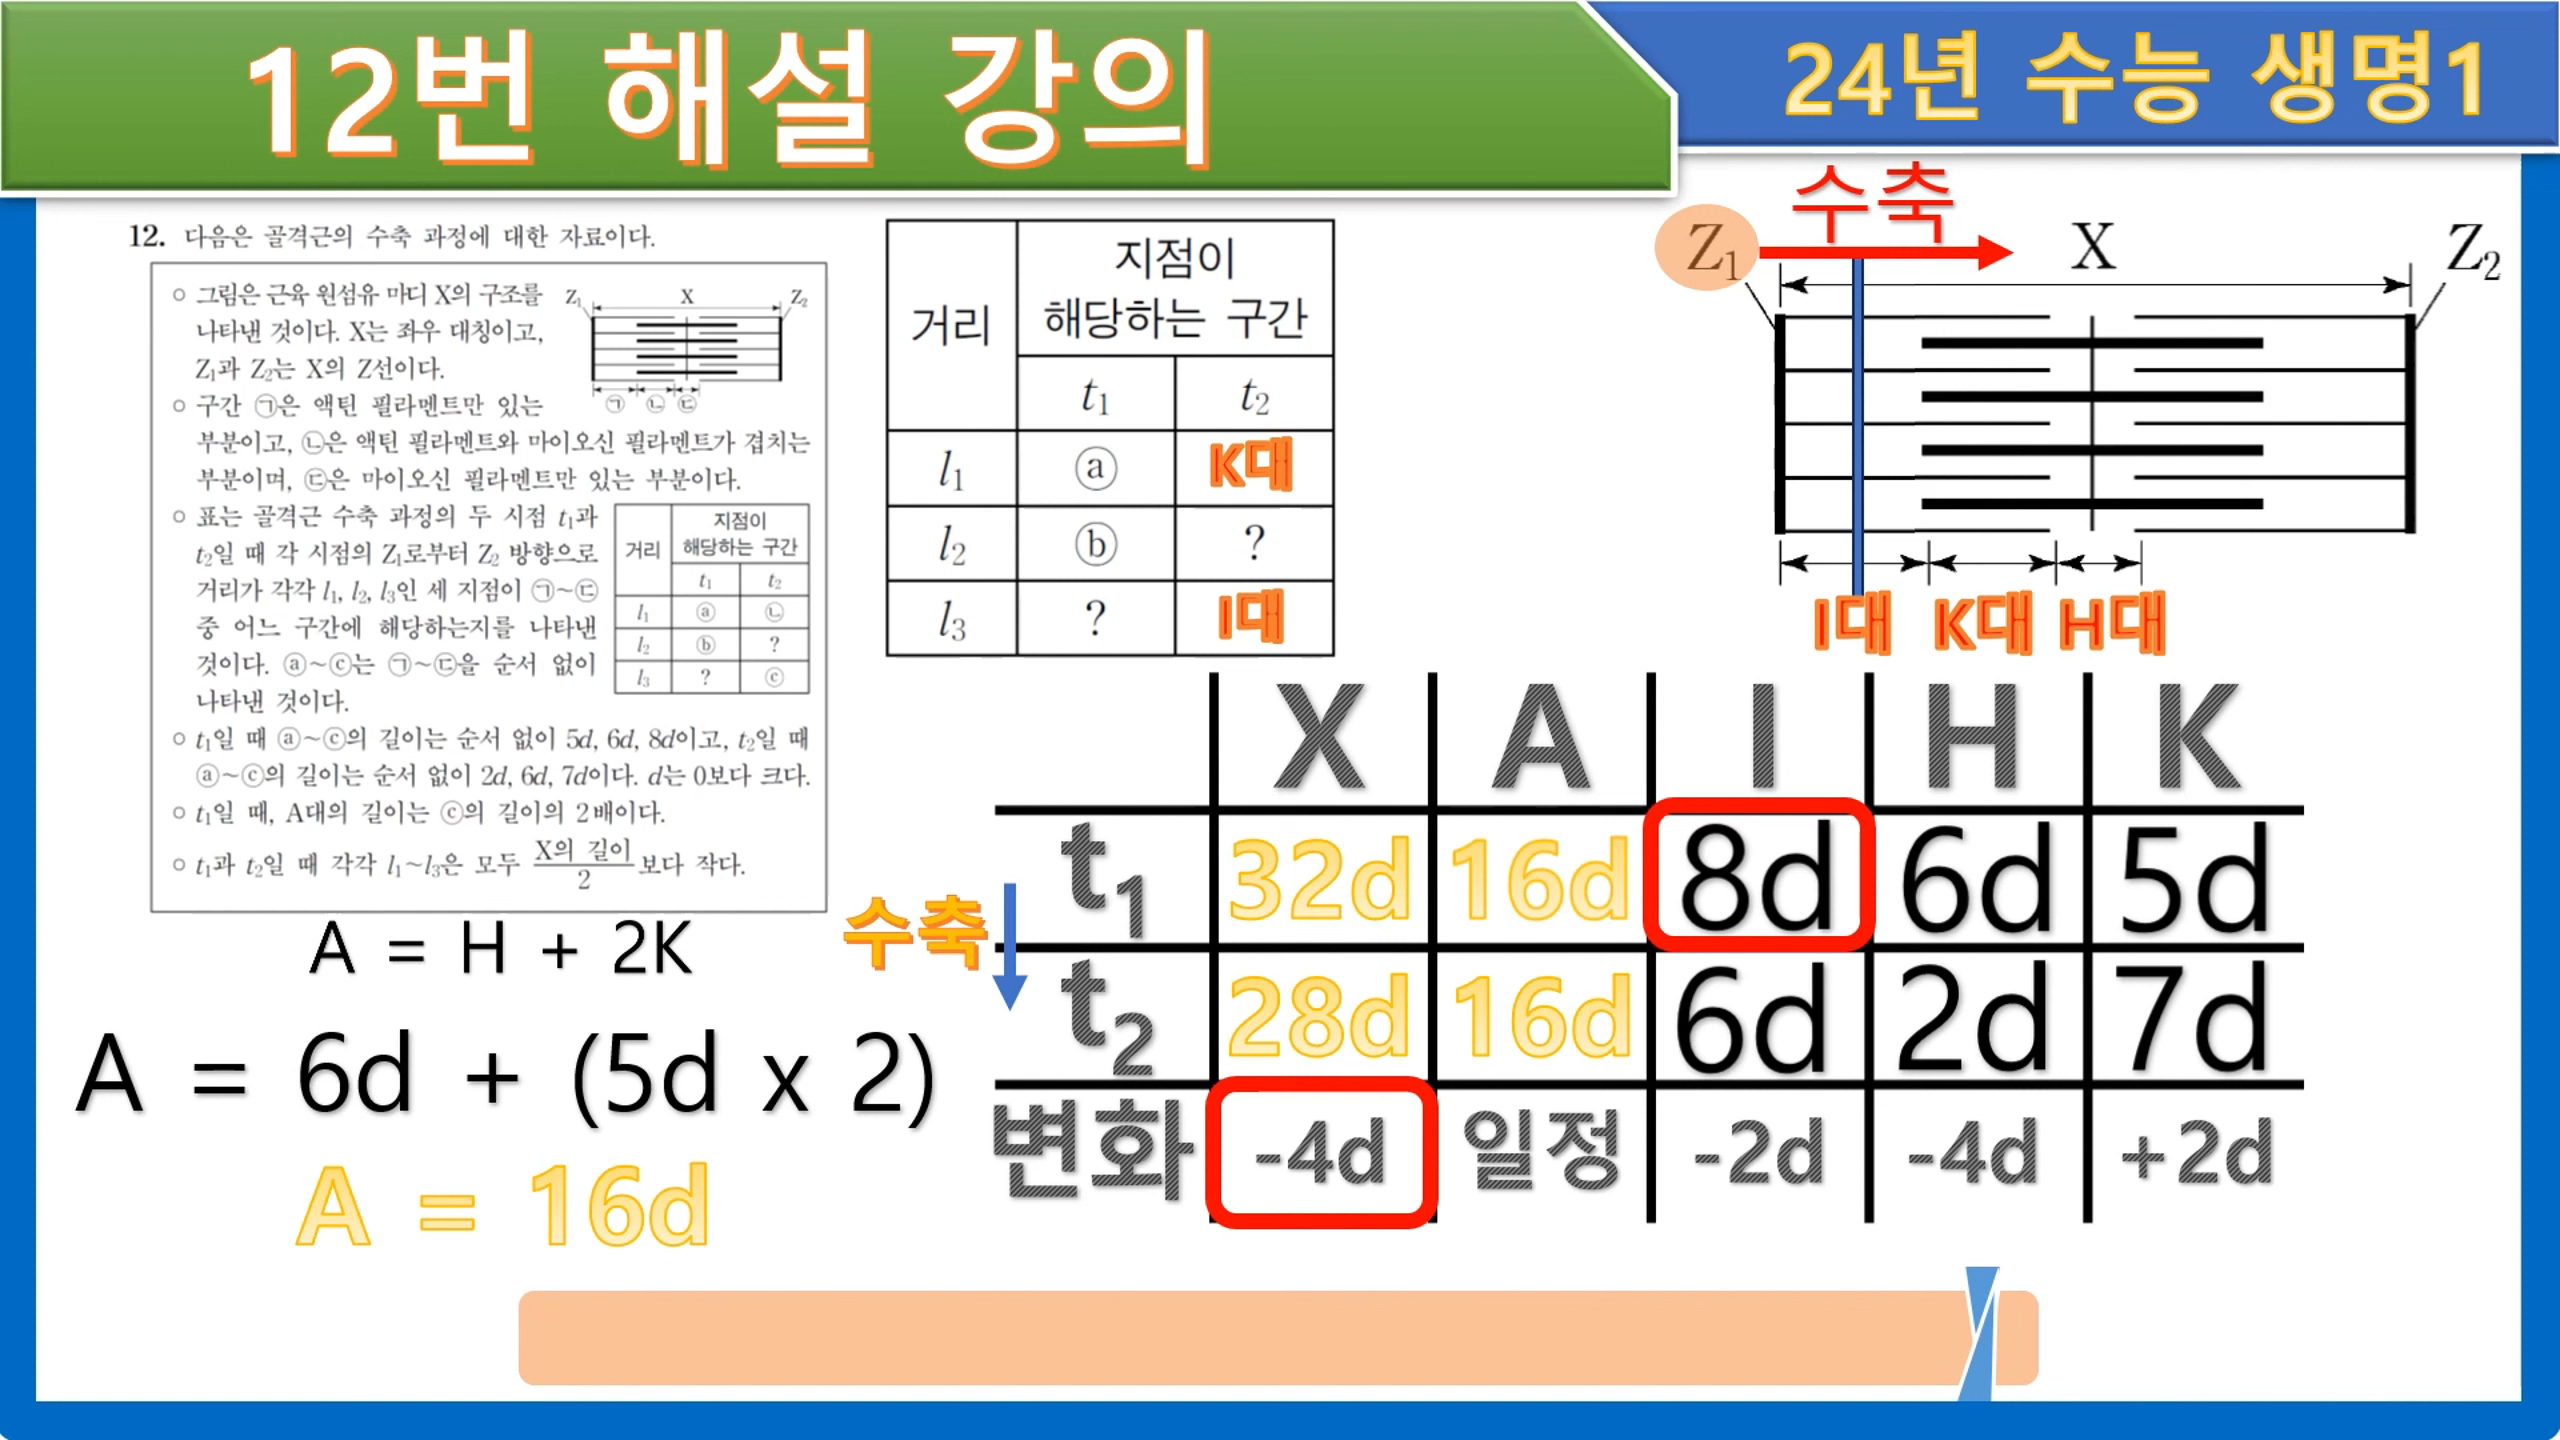 12번 해설 강의
24년 수능 생명1
12. 다음은 골격근의 수축 과정에 대한 자료이다.
○ 그림은 근육 원섬유 마디 X의 구조를
나타낸 것이다. X는 좌우 대칭이고,
Z₁과 Z₂는 X의 Z선이다.
Z₁ X Z₂
㉠ ㉡ ㉢
○ 구간 ㉠은 액틴 필라멘트만 있는
부분이고, ㉡은 액틴 필라멘트와 마이오신 필라멘트가 겹치는
부분이며, ㉢은 마이오신 필라멘트만 있는 부분이다.
○ 표는 골격근 수축 과정의 두 시점 t₁과
t₂일 때 각 시점의 Z₁로부터 Z₂ 방향으로
거리가 각각 l₁, l₂, l₃인 세 지점이 ㉠~㉢
중 어느 구간에 해당하는지를 나타낸
것이다. ⓐ~ⓒ는 ㉠~㉢을 순서 없이
나타낸 것이다.
거리 지점이 해당하는 구간
t₁ t₂
l₁ ⓐ ㉡
l₂ ⓑ ?
l₃ ? ⓒ
○ t₁일 때 ⓐ~ⓒ의 길이는 순서 없이 5d, 6d, 8d이고, t₂일 때
ⓐ~ⓒ의 길이는 순서 없이 2d, 6d, 7d이다. d는 0보다 크다.
○ t₁일 때, A대의 길이는 ⓒ의 길이의 2배이다.
○ t₁과 t₂일 때 각각 l₁~l₃은 모두 X의 길이/2 보다 작다.
거리 지점이
해당하는 구간
t₁ t₂
l₁ ⓐ K대
l₂ ⓑ ?
l₃ ? I대
수축
Z₁ X Z₂
I대 K대 H대
A = H + 2K
A = 6d + (5d x 2)
A = 16d
수축
X A I H K
t₁ 32d 16d 8d 6d 5d
t₂ 28d 16d 6d 2d 7d
변화 -4d 일정 -2d -4d +2d